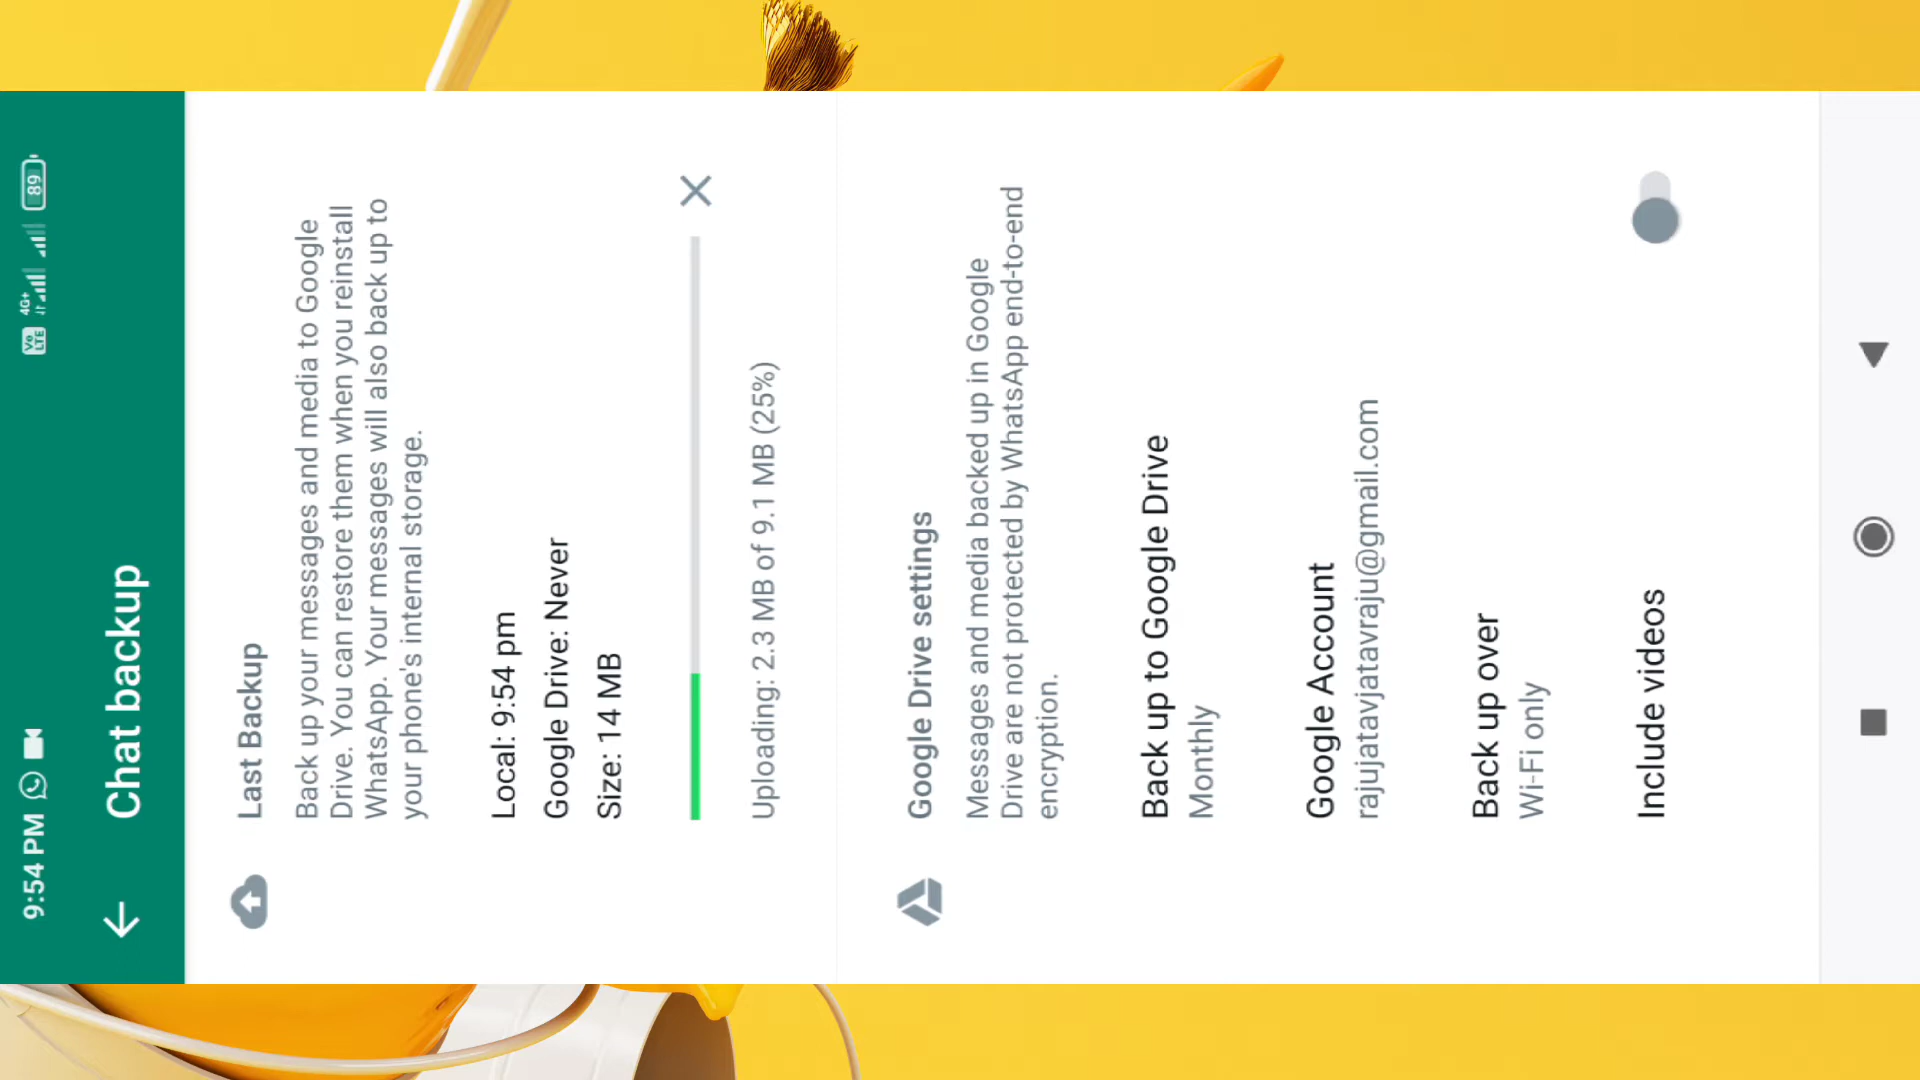 9:54 PM
Vo LTE
4G+
89
Chat backup
Last Backup
Back up your messages and media to Google
Drive. You can restore them when you reinstall
WhatsApp. Your messages will also back up to
your phone's internal storage.
Local: 9:54 pm
Google Drive: Never
Size: 14 MB
Uploading: 2.3 MB of 9.1 MB (25%)
Google Drive settings
Messages and media backed up in Google
Drive are not protected by WhatsApp end-to-end
encryption.
Back up to Google Drive
Monthly
Google Account
rajujatavjatavraju@gmail.com
Back up over
Wi-Fi only
Include videos